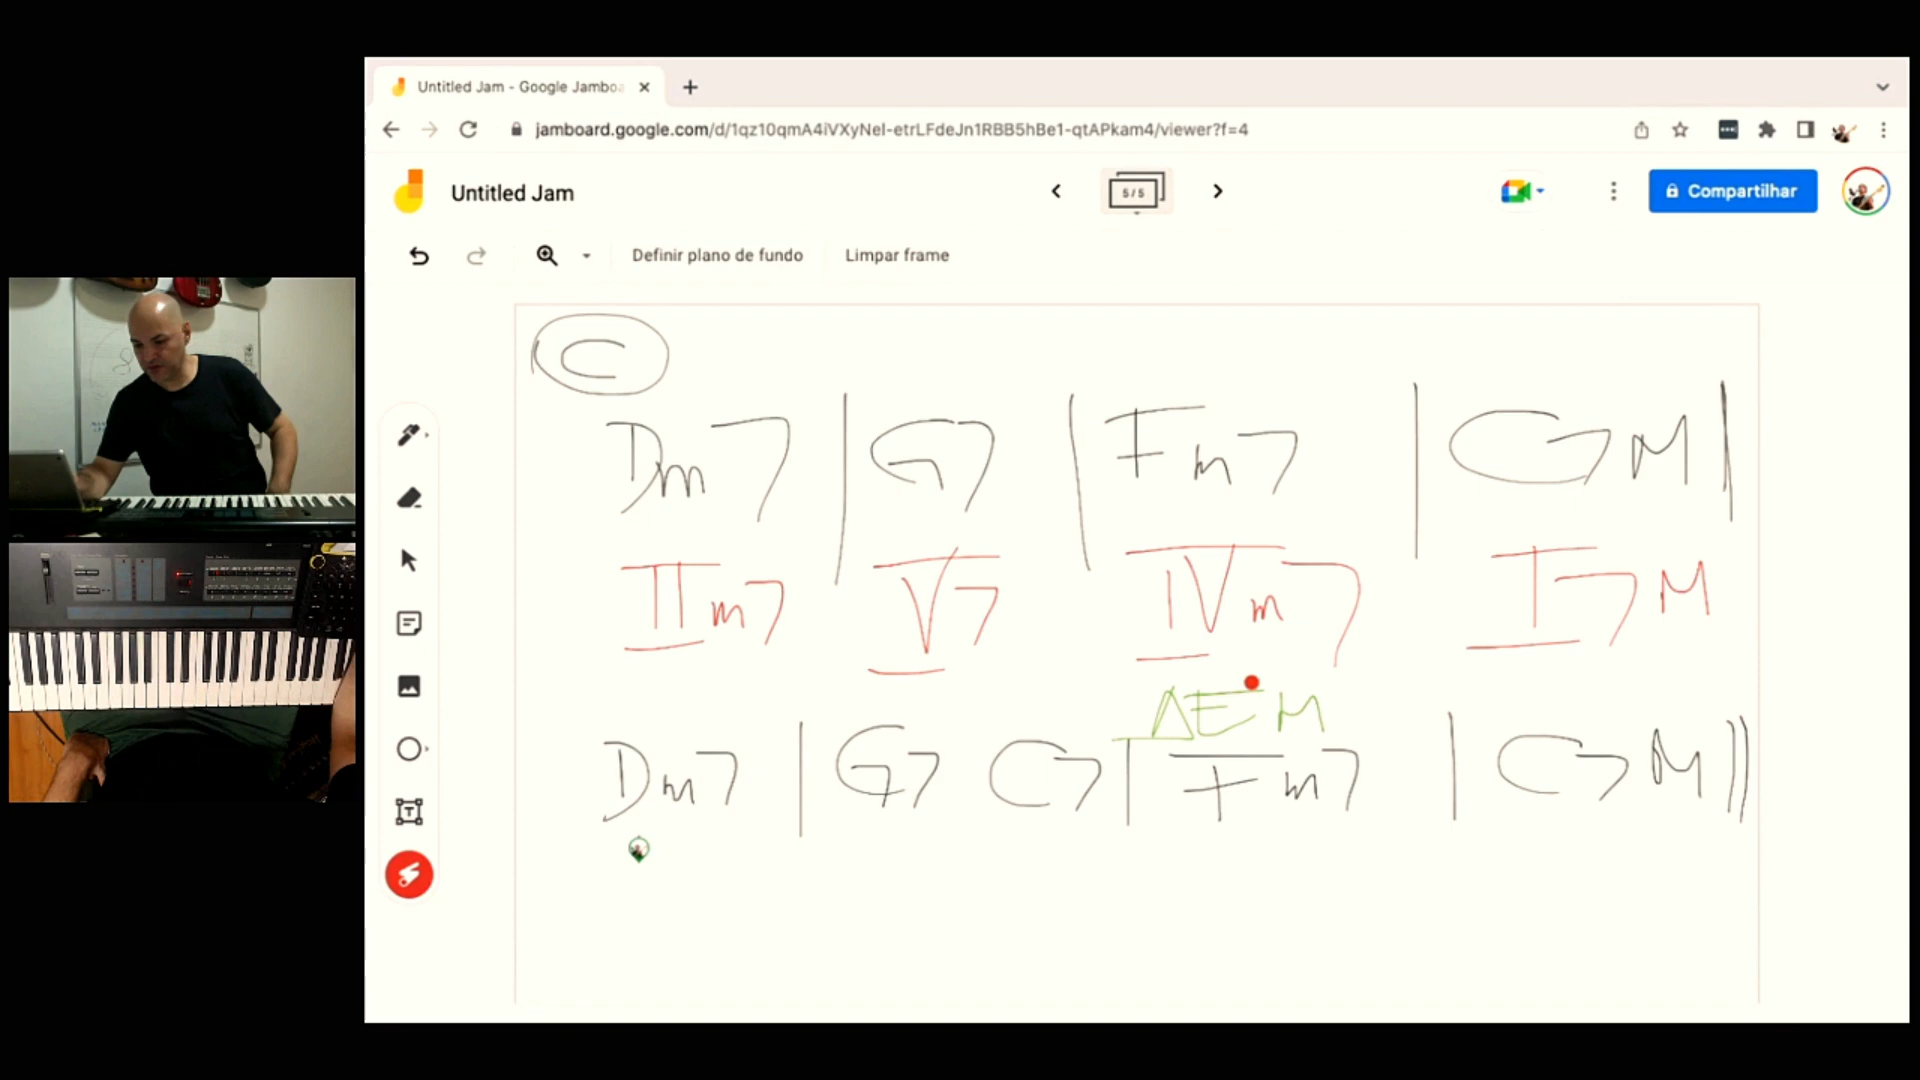 Untitled Jam - Google Jamboa
jamboard.google.com/d/1qz10qmA4iVXyNel-etrLFdeJn1RBB5hBe1-qtAPkam4/viewer?f=4
Untitled Jam
5 / 5
Compartilhar
Definir plano de fundo
Limpar frame
C
Dm7 | G7 | Fm7 | C7M |
IIm7 V7 IVm7 I7M
AEM
Dm7 | G7 C7 | Fm7 | C7M ||